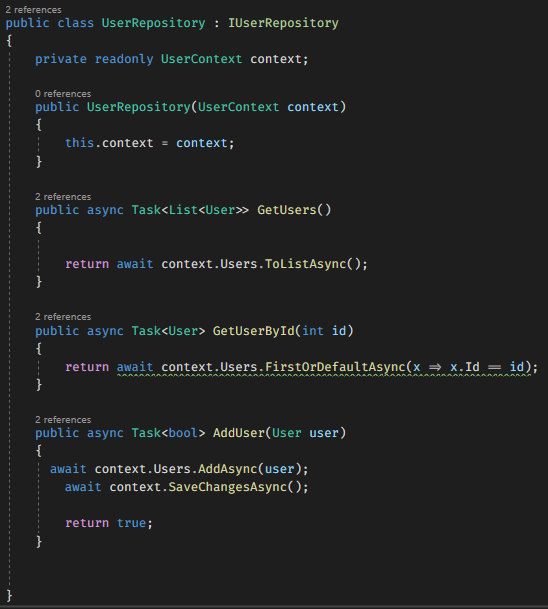 2 references
public class UserRepository : IUserRepository
{
private readonly UserContext context;
0 references
public UserRepository(UserContext context)
{
this.context = context;
}
2 references
public async Task<List<User>> GetUsers()
{
return await context.Users.ToListAsync();
}
2 references
public async Task<User> GetUserById(int id)
{
return await context.Users.FirstOrDefaultAsync(x => x.Id == id);
}
2 references
public async Task<bool> AddUser(User user)
{
await context.Users.AddAsync(user);
await context.SaveChangesAsync();
return true;
}
}